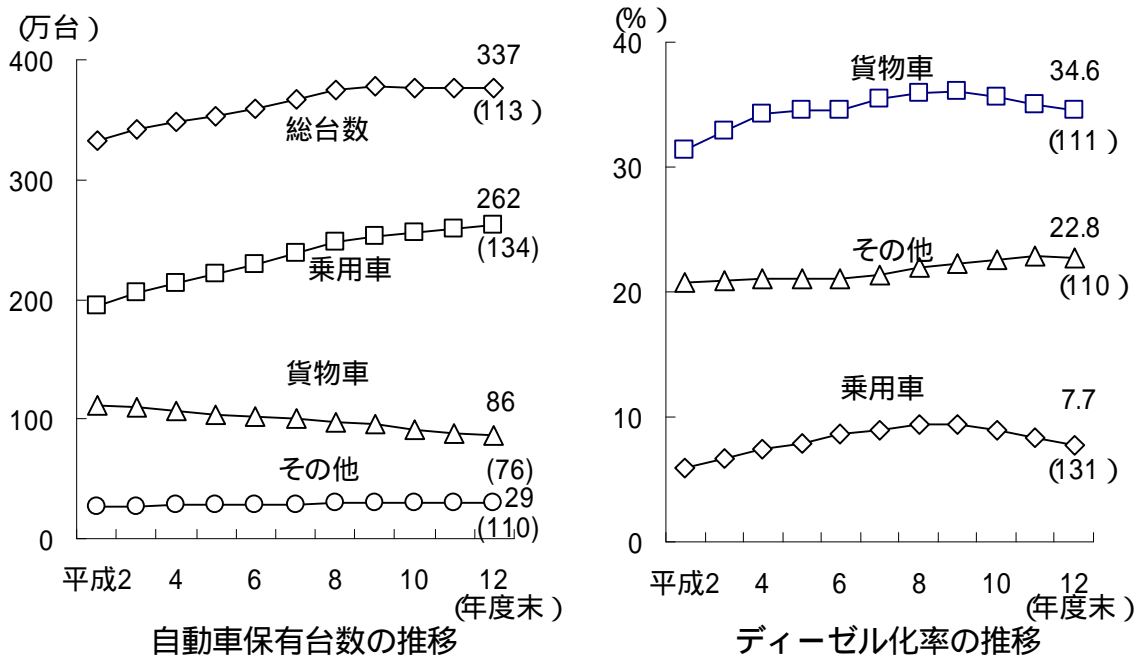 (万台)
400
300
200
100
0
337
(113)
総台数
262
(134)
乗用車
貨物車
86
(76)
その他
29
(110)
平成2 4 6 8 10 12
(年度末)
自動車保有台数の推移
(%)
40
30
20
10
0
貨物車
34.6
(111)
その他
22.8
(110)
乗用車
7.7
(131)
平成2 4 6 8 10 12
(年度末)
ディーゼル化率の推移